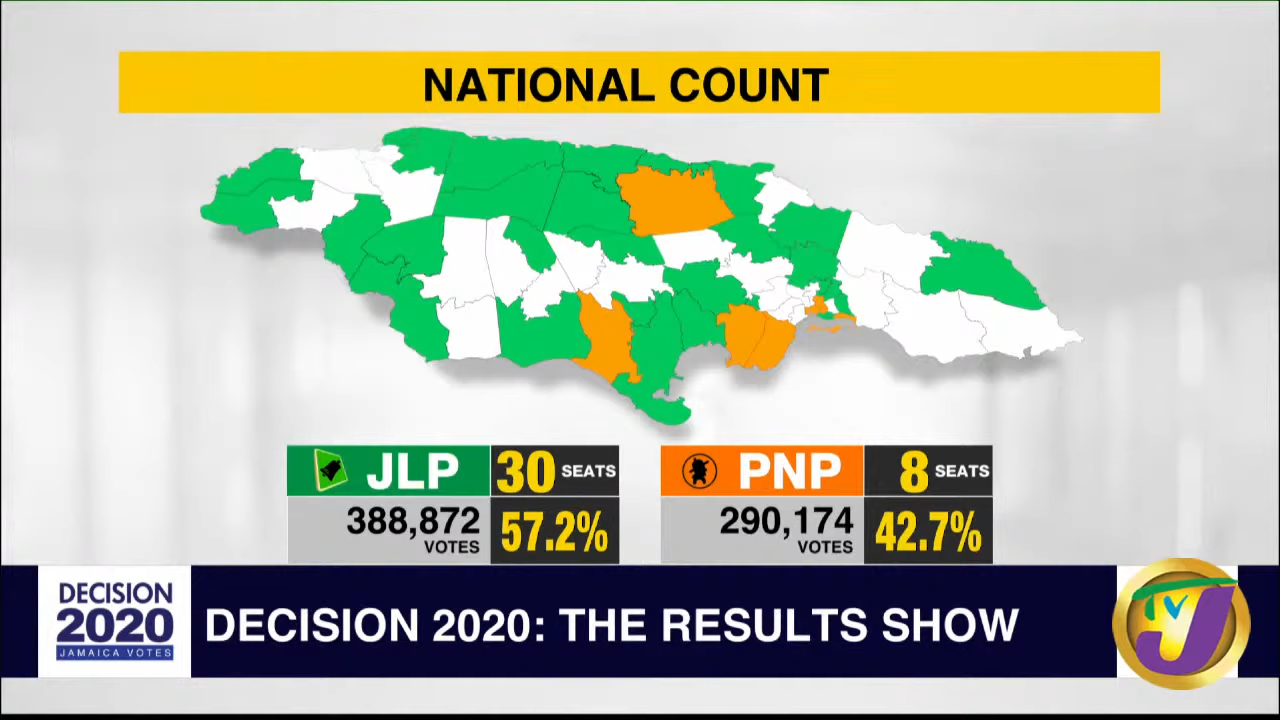 NATIONAL COUNT
JLP 30 SEATS
388,872 VOTES 57.2%
PNP 8 SEATS
290,174 VOTES 42.7%
DECISION
2020
JAMAICA VOTES
DECISION 2020: THE RESULTS SHOW
TVJ